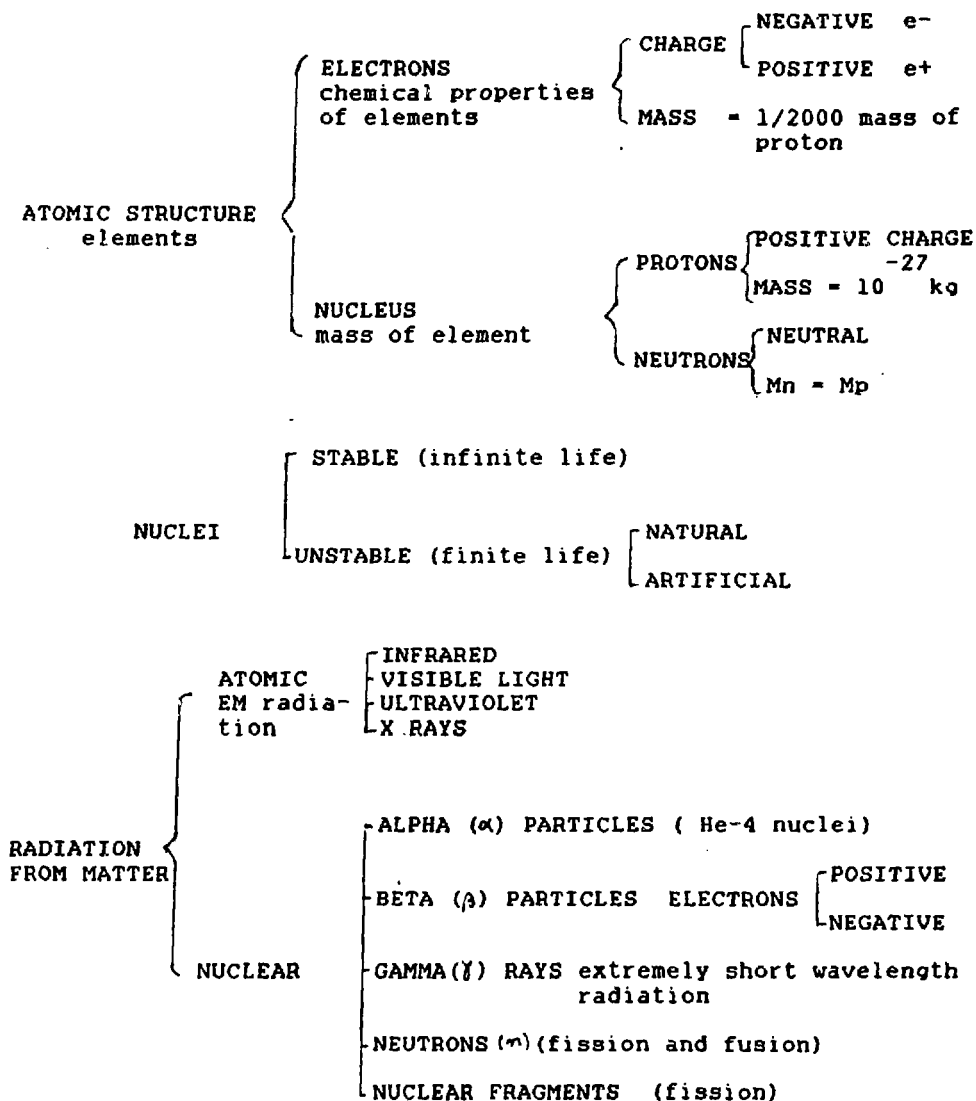 NEGATIVE e-
CHARGE
POSITIVE e+
ELECTRONS
chemical properties
of elements
MASS = 1/2000 mass of
proton
ATOMIC STRUCTURE
elements
POSITIVE CHARGE
PROTONS
-27
MASS = 10 kg
NUCLEUS
mass of element
NEUTRAL
NEUTRONS
Mn = Mp
STABLE (infinite life)
NUCLEI
NATURAL
UNSTABLE (finite life)
ARTIFICIAL
INFRARED
ATOMIC
VISIBLE LIGHT
EM radia-
ULTRAVIOLET
tion
X RAYS
ALPHA (α) PARTICLES ( He-4 nuclei)
RADIATION
FROM MATTER
POSITIVE
BETA (β) PARTICLES ELECTRONS
NEGATIVE
NUCLEAR
GAMMA (γ) RAYS extremely short wavelength
radiation
NEUTRONS (n) (fission and fusion)
NUCLEAR FRAGMENTS (fission)